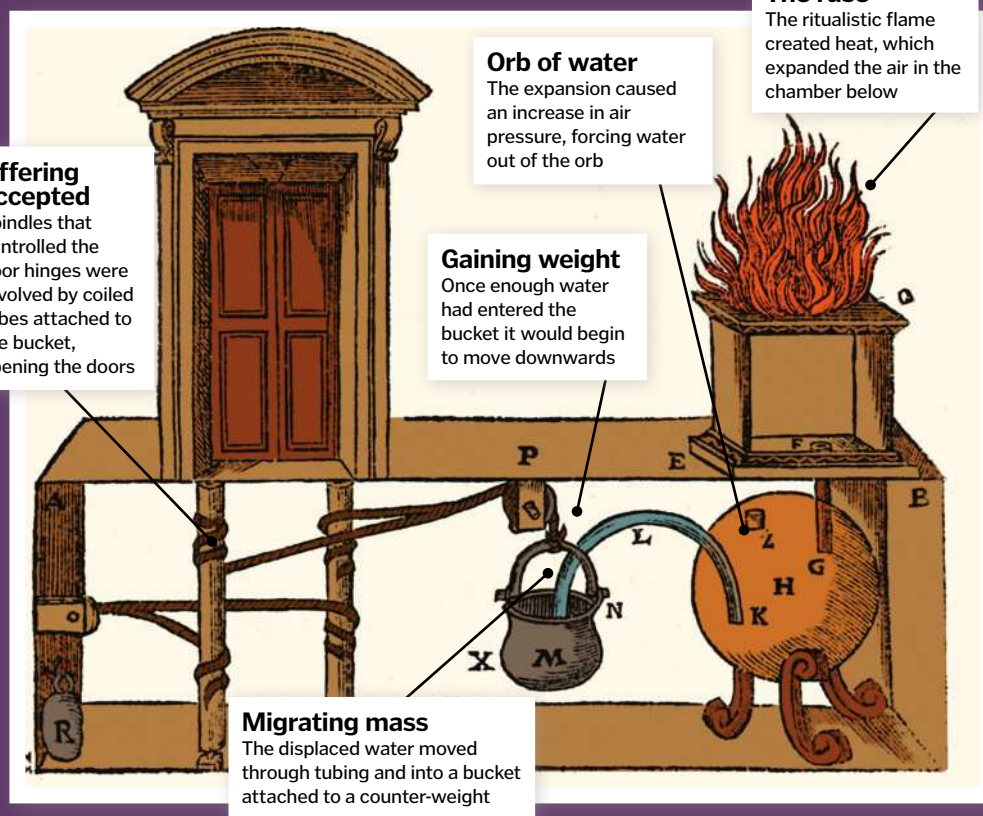 The fuse
The ritualistic flame
created heat, which
expanded the air in the
chamber below
Orb of water
The expansion caused
an increase in air
pressure, forcing water
out of the orb
ffering
ccepted
indles that
ntrolled the
oor hinges were
volved by coiled
bes attached to
e bucket,
pening the doors
Gaining weight
Once enough water
had entered the
bucket it would begin
to move downwards
F
P
E
A
B
L
Z
G
H
K
N
X
M
R
Migrating mass
The displaced water moved
through tubing and into a bucket
attached to a counter-weight